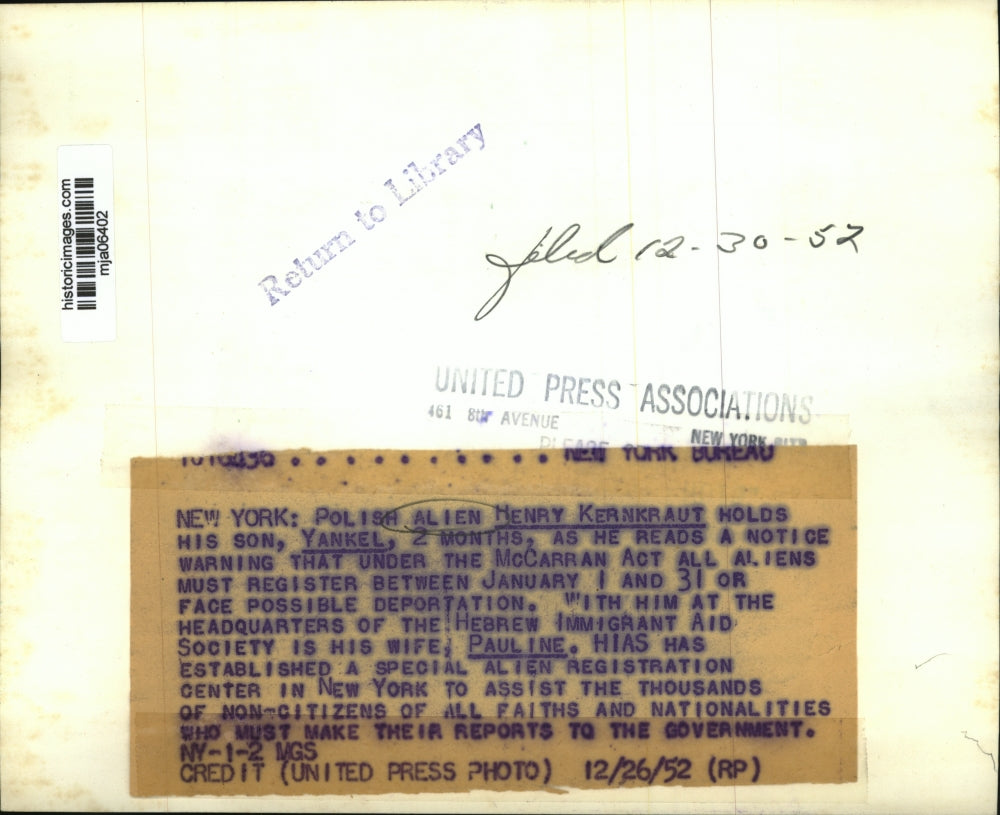 historicimages.com
mja06402
Return to Library
filed 12-30-52
UNITED PRESS ASSOCIATIONS
461 8th AVENUE
NEW YORK CITY
PLEASE
NEW YORK BUREAU
NEW YORK: POLISH ALIEN HENRY KERNKRAUT HOLDS
HIS SON, YANKEL, 2 MONTHS, AS HE READS A NOTICE
WARNING THAT UNDER THE MCCARRAN ACT ALL ALIENS
MUST REGISTER BETWEEN JANUARY 1 AND 31 OR
FACE POSSIBLE DEPORTATION. WITH HIM AT THE
HEADQUARTERS OF THE HEBREW IMMIGRANT AID
SOCIETY IS HIS WIFE, PAULINE. HIAS HAS
ESTABLISHED A SPECIAL ALIEN REGISTRATION
CENTER IN NEW YORK TO ASSIST THE THOUSANDS
OF NON-CITIZENS OF ALL FAITHS AND NATIONALITIES
WHO MUST MAKE THEIR REPORTS TO THE GOVERNMENT.
NY-1-2 MGS
CREDIT (UNITED PRESS PHOTO) 12/26/52 (RP)